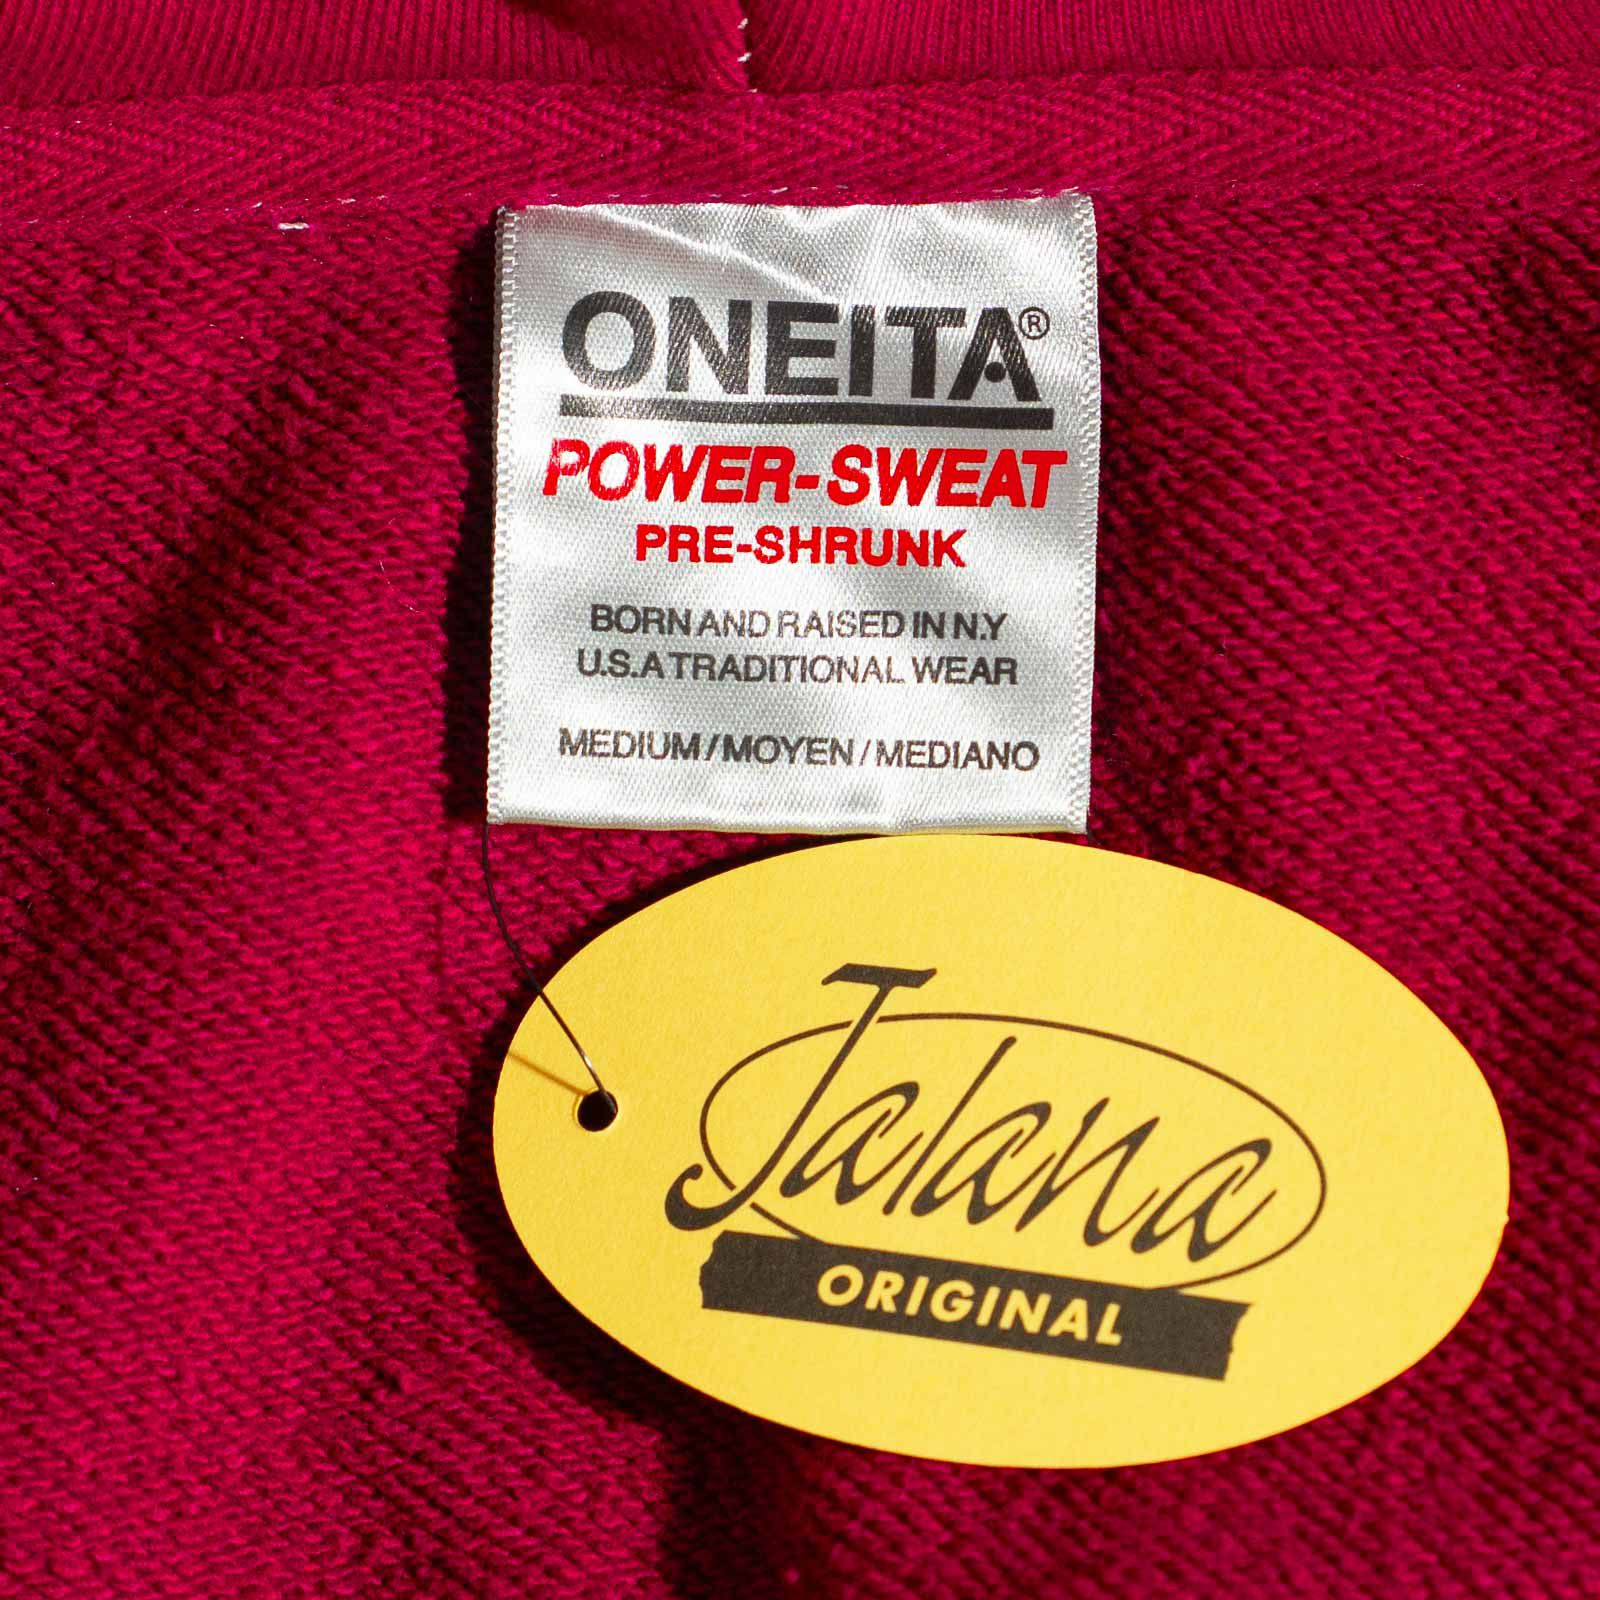 ONEITA®
POWER-SWEAT
PRE-SHRUNK
BORN AND RAISED IN N.Y
U.S.A TRADITIONAL WEAR
MEDIUM/MOYEN/MEDIANO
Jalana
ORIGINAL